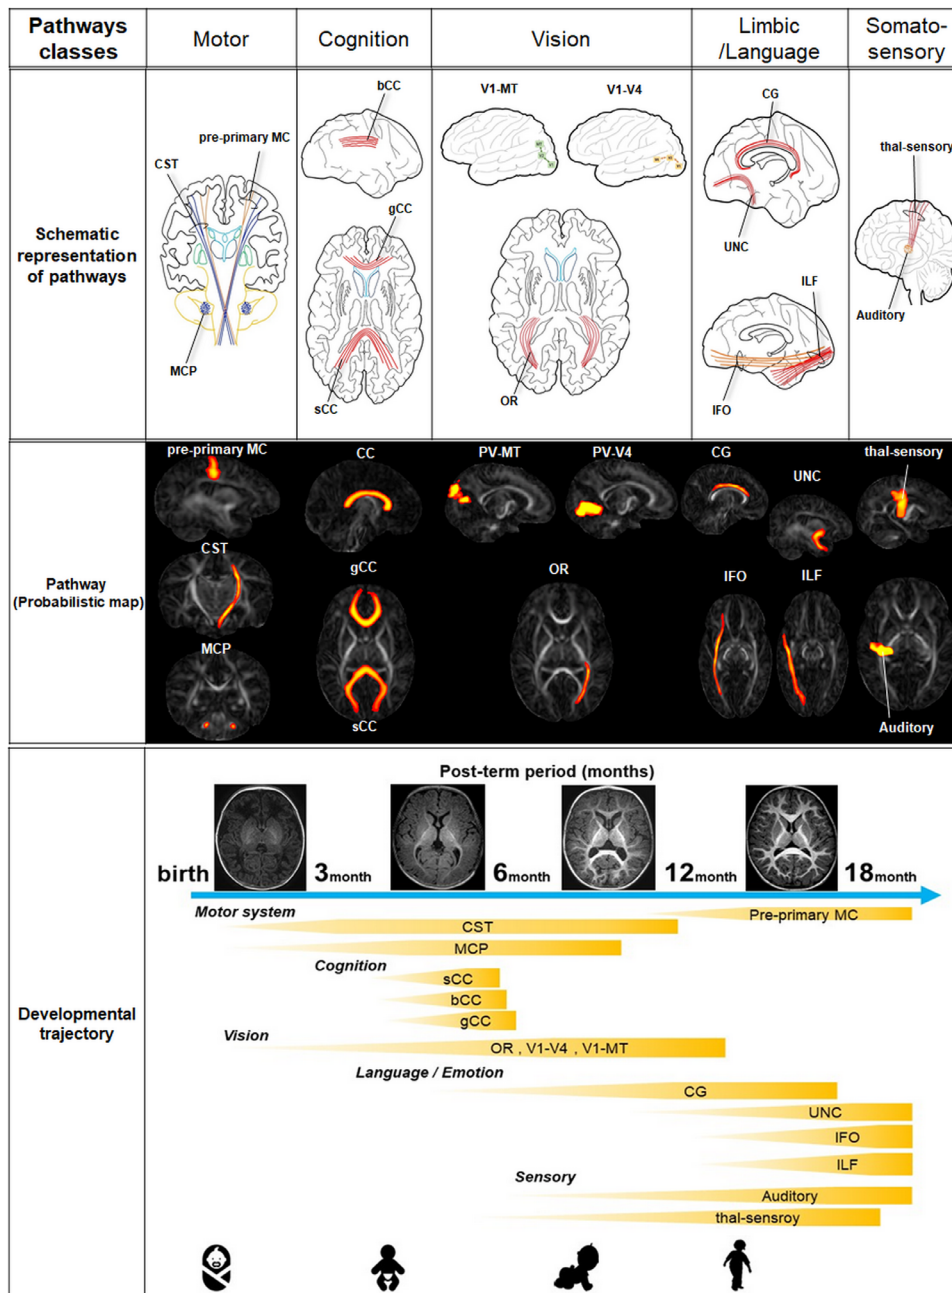 Pathways
classes
Motor
Cognition
Vision
Limbic
/Language
Somato-
sensory
Schematic
representation
of pathways
pre-primary MC
CST
MCP
bCC
gCC
sCC
V1-MT
V1-V4
OR
CG
UNC
ILF
IFO
thal-sensory
Auditory
Pathway
(Probabilistic map)
pre-primary MC
CST
MCP
CC
gCC
sCC
PV-MT
PV-V4
OR
CG
UNC
IFO
ILF
thal-sensory
Auditory
Developmental
trajectory
Post-term period (months)
birth
3month
6month
12month
18month
Motor system
Pre-primary MC
CST
MCP
Cognition
sCC
bCC
gCC
Vision
OR , V1-V4 , V1-MT
Language / Emotion
CG
UNC
IFO
ILF
Sensory
Auditory
thal-sensroy